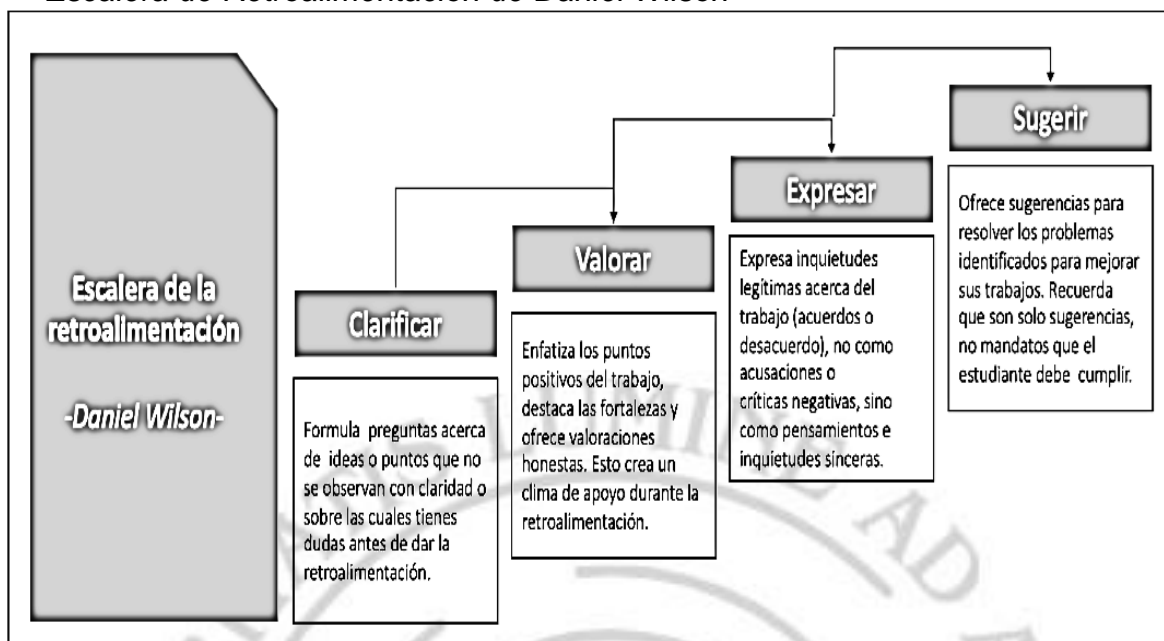 Escalera de Retroalimentación de Daniel Wilson
Escalera de la
retroalimentación
-Daniel Wilson-
Clarificar
Formula preguntas acerca
de ideas o puntos que no
se observan con claridad o
sobre las cuales tienes
dudas antes de dar la
retroalimentación.
Valorar
Enfatiza los puntos
positivos del trabajo,
destaca las fortalezas y
ofrece valoraciones
honestas. Esto crea un
clima de apoyo durante la
retroalimentación.
Expresar
Expresa inquietudes
legítimas acerca del
trabajo (acuerdos o
desacuerdo), no como
acusaciones o
críticas negativas, sino
como pensamientos e
inquietudes sinceras.
Sugerir
Ofrece sugerencias para
resolver los problemas
identificados para mejorar
sus trabajos. Recuerda
que son solo sugerencias,
no mandatos que el
estudiante debe cumplir.
LUMINE AD